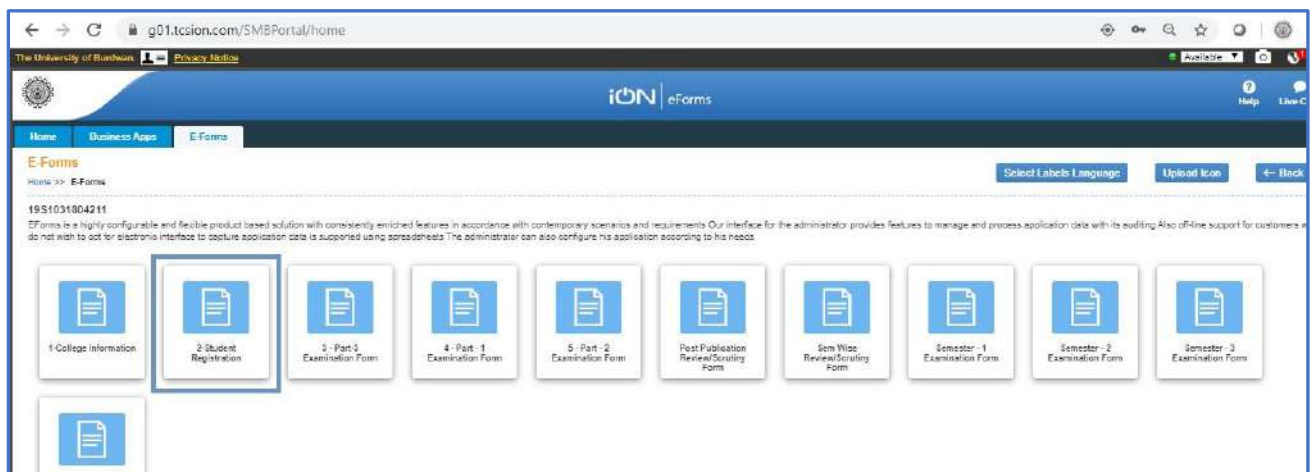 g01.tcsion.com/SMBPortal/home
The University of Burdwan Privacy Notice Available
iON eForms
Help Live C
Home Business Apps E-Forms
E-Forms
Select Labels Language Upload Icon ← Back
Home >> E-Forms
19S1031804211
EForms is a highly configurable and flexible product based solution with consistently enriched features in accordance with contemporary scenarios and requirements Our interface for the administrator provides features to manage and process application data with its auditing Also off-line support for customers w
do not wish to opt for electronic interface to capture application data is supported using spreadsheets The administrator can also configure his application according to his needs
1-College Information
2-Student
Registration
3 - Part-3
Examination Form
4 - Part - 1
Examination Form
5 - Part - 2
Examination Form
Post Publication
Review/Scrutiny
Form
Sem Wise
Review/Scrutiny
Form
Semester - 1
Examination Form
Semester - 2
Examination Form
Semester - 3
Examination Form